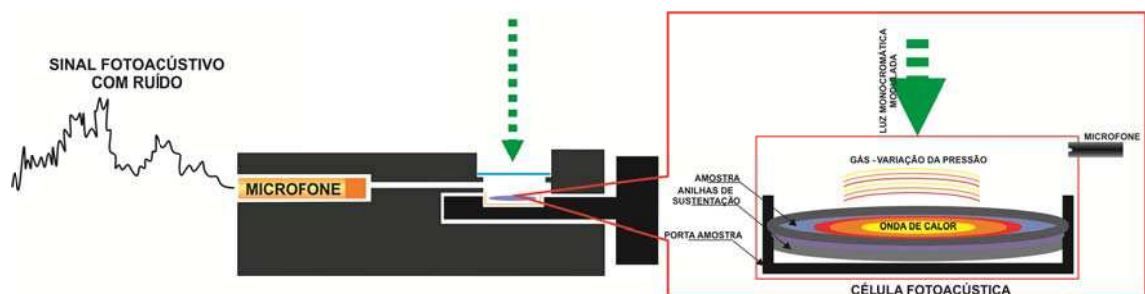 SINAL FOTOACÚSTIVO
COM RUÍDO
MICROFONE
LUZ MONOCROMÁTICA
MODULADA
MICROFONE
GÁS - VARIAÇÃO DA PRESSÃO
AMOSTRA
ANILHAS DE
SUSTENTAÇÃO
ONDA DE CALOR
PORTA AMOSTRA
CÉLULA FOTOACÚSTICA